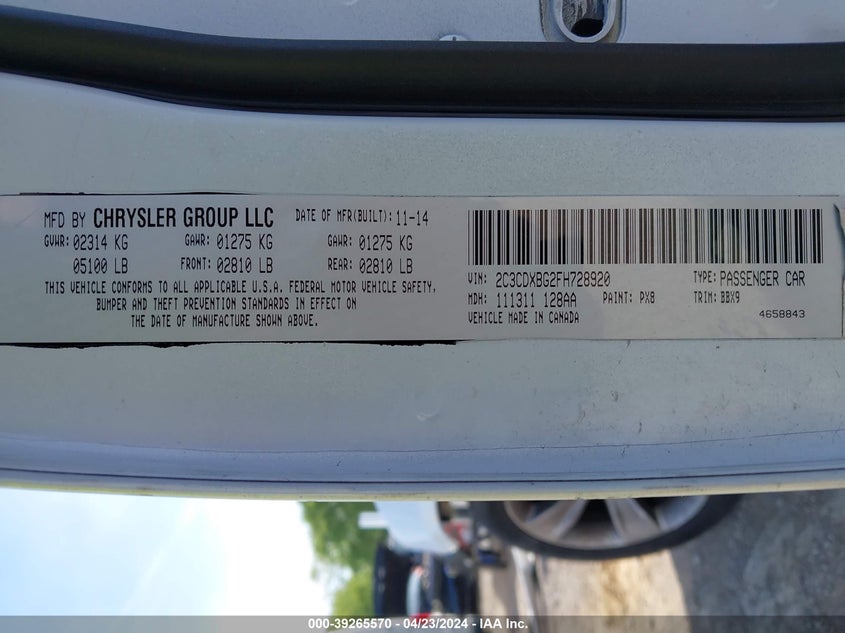 MFD BY CHRYSLER GROUP LLC DATE OF MFR(BUILT): 11-14
GVWR: 02314 KG GAWR: 01275 KG GAWR: 01275 KG
05100 LB FRONT: 02810 LB REAR: 02810 LB
THIS VEHICLE CONFORMS TO ALL APPLICABLE U.S.A. FEDERAL MOTOR VEHICLE SAFETY,
BUMPER AND THEFT PREVENTION STANDARDS IN EFFECT ON
THE DATE OF MANUFACTURE SHOWN ABOVE.
VIN: 2C3CDXBG2FH728920 TYPE: PASSENGER CAR
MDH: 111311 128AA PAINT: PX8 TRIM: BBX9
VEHICLE MADE IN CANADA 4658843
000-39265570 - 04/23/2024 - IAA Inc.